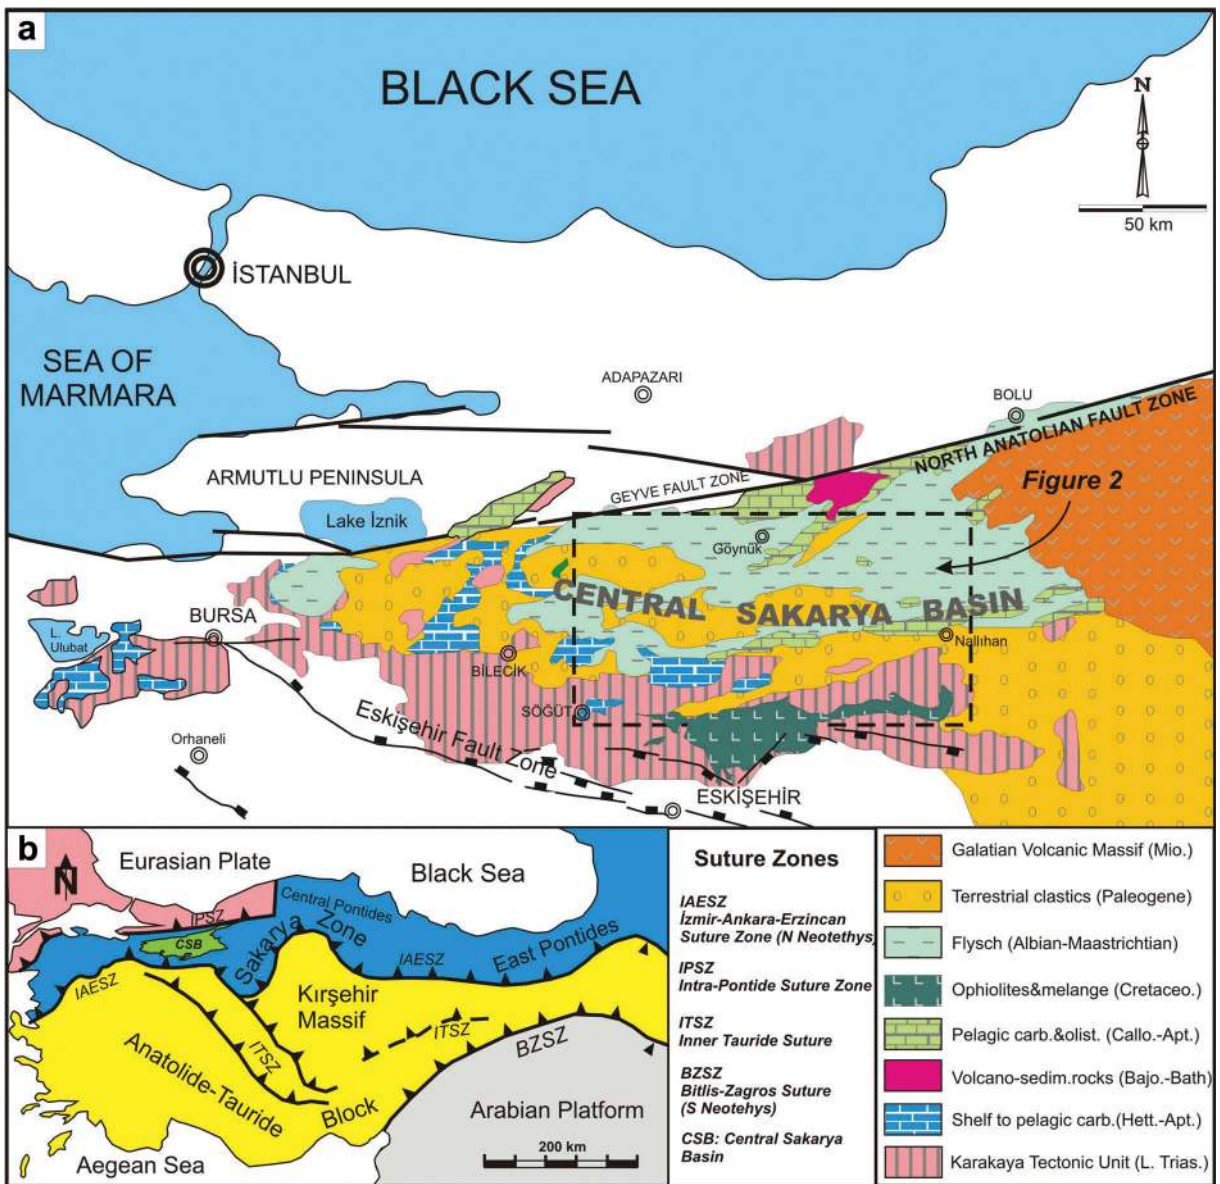 a
BLACK SEA
N
50 km
İSTANBUL
SEA OF
MARMARA
ADAPAZARI
BOLU
NORTH ANATOLIAN FAULT ZONE
ARMUTLU PENINSULA
GEYVE FAULT ZONE
Figure 2
Lake İznik
Göynük
CENTRAL SAKARYA BASIN
BURSA
L.
Ulubat
Nallıhan
BİLECİK
SÖĞÜT
Eskişehir Fault Zone
Orhaneli
ESKİŞEHİR
b
Eurasian Plate
Black Sea
N
IPSZ
Central Pontides
CSB
Sakarya Zone
IAESZ
East Pontides
IAESZ
Kırşehir
Massif
ITSZ
ITSZ
BZSZ
Anatolide-Tauride
Block
Arabian Platform
200 km
Aegean Sea
Suture Zones
IAESZ
İzmir-Ankara-Erzincan
Suture Zone (N Neotethys)
IPSZ
Intra-Pontide Suture Zone
ITSZ
Inner Tauride Suture
BZSZ
Bitlis-Zagros Suture
(S Neotehys)
CSB: Central Sakarya
Basin
Galatian Volcanic Massif (Mio.)
Terrestrial clastics (Paleogene)
Flysch (Albian-Maastrichtian)
Ophiolites&melange (Cretaceo.)
Pelagic carb.&olist. (Callo.-Apt.)
Volcano-sedim.rocks (Bajo.-Bath)
Shelf to pelagic carb.(Hett.-Apt.)
Karakaya Tectonic Unit (L. Trias.)